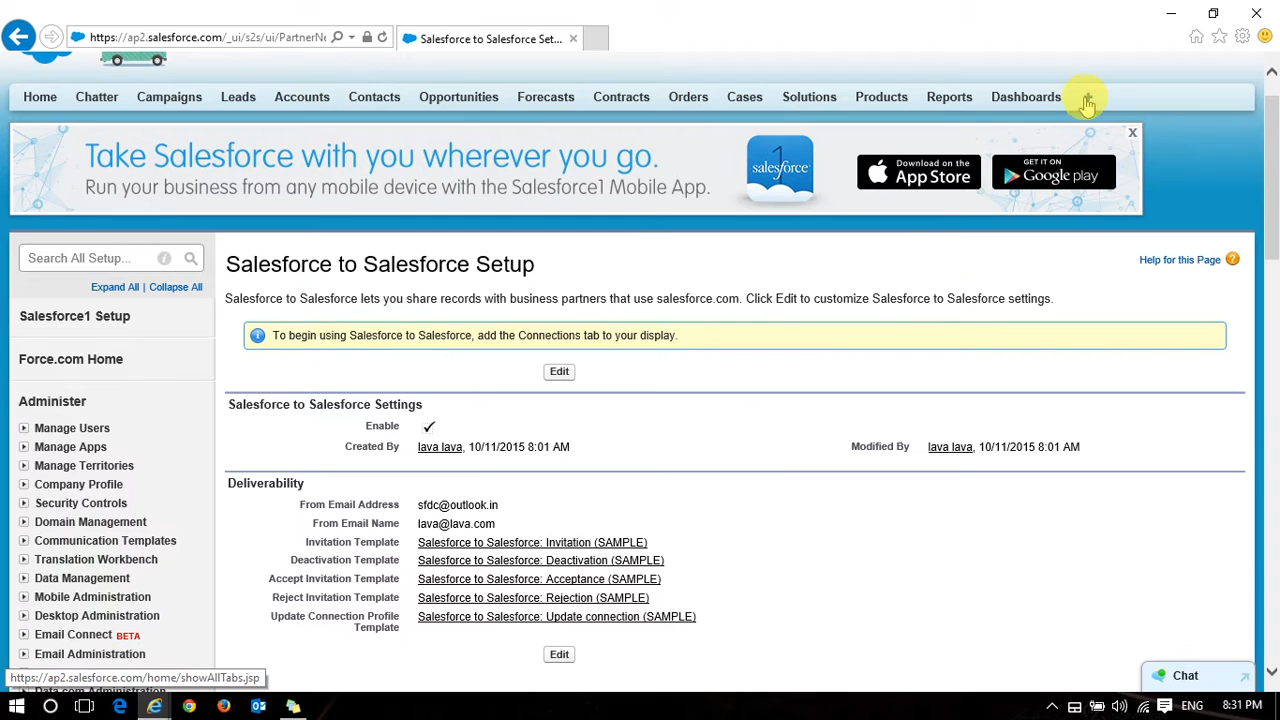 https://ap2.salesforce.com/_ui/s2s/ui/PartnerNe
Salesforce to Salesforce Set...
Home Chatter Campaigns Leads Accounts Contacts Opportunities Forecasts Contracts Orders Cases Solutions Products Reports Dashboards +
Take Salesforce with you wherever you go.
Run your business from any mobile device with the Salesforce1 Mobile App.
1
salesforce
Download on the
App Store
GET IT ON
Google play
x
Search All Setup...
Expand All | Collapse All
Salesforce1 Setup
Force.com Home
Administer
Manage Users
Manage Apps
Manage Territories
Company Profile
Security Controls
Domain Management
Communication Templates
Translation Workbench
Data Management
Mobile Administration
Desktop Administration
Email Connect BETA
Email Administration
Data.com Administration
Salesforce to Salesforce Setup
Help for this Page ?
Salesforce to Salesforce lets you share records with business partners that use salesforce.com. Click Edit to customize Salesforce to Salesforce settings.
To begin using Salesforce to Salesforce, add the Connections tab to your display.
Edit
Salesforce to Salesforce Settings
Enable ✓
Created By lava lava, 10/11/2015 8:01 AM
Modified By lava lava, 10/11/2015 8:01 AM
Deliverability
From Email Address sfdc@outlook.in
From Email Name lava@lava.com
Invitation Template Salesforce to Salesforce: Invitation (SAMPLE)
Deactivation Template Salesforce to Salesforce: Deactivation (SAMPLE)
Accept Invitation Template Salesforce to Salesforce: Acceptance (SAMPLE)
Reject Invitation Template Salesforce to Salesforce: Rejection (SAMPLE)
Update Connection Profile Salesforce to Salesforce: Update connection (SAMPLE)
Template
Edit
https://ap2.salesforce.com/home/showAllTabs.jsp
Chat
ENG 8:31 PM